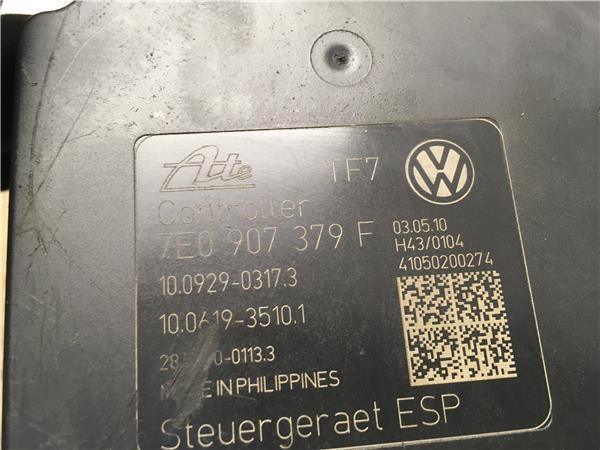 Ate TF7
Controller
7E0 907 379 F
03.05.10
H43/0104
41050200274
10.0929-0317.3
10.0619-3510.1
IN PHILIPPINES
Steuergeraet ESP